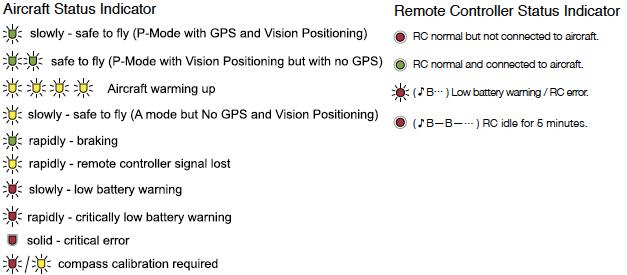 Aircraft Status Indicator
slowly - safe to fly (P-Mode with GPS and Vision Positioning)
safe to fly (P-Mode with Vision Positioning but with no GPS)
Aircraft warming up
slowly - safe to fly (A mode but No GPS and Vision Positioning)
rapidly - braking
rapidly - remote controller signal lost
slowly - low battery warning
rapidly - critically low battery warning
solid - critical error
/ compass calibration required
Remote Controller Status Indicator
RC normal but not connected to aircraft.
RC normal and connected to aircraft.
(♪B···) Low battery warning / RC error.
(♪B—B—···) RC idle for 5 minutes.